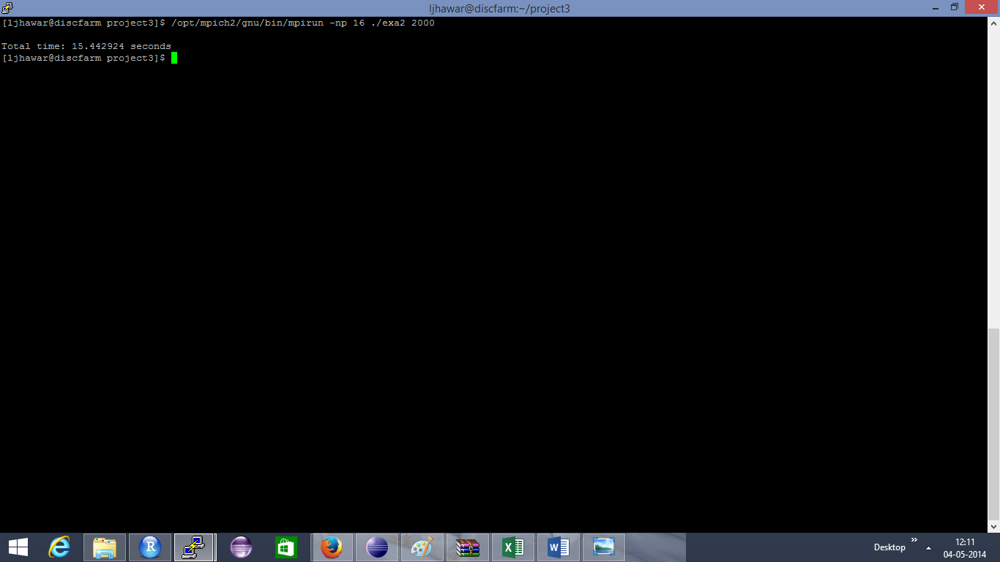 ljhawar@discfarm:~/project3
[ljhawar@discfarm project3]$ /opt/mpich2/gnu/bin/mpirun -np 16 ./exa2 2000
Total time: 15.442924 seconds
[ljhawar@discfarm project3]$
Desktop
12:11
04-05-2014